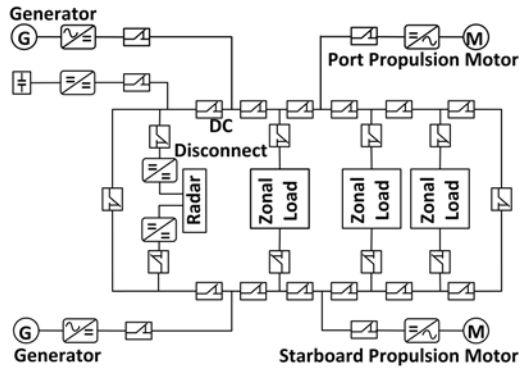 Generator
G
M
Port Propulsion Motor
DC
Disconnect
Radar
Zonal
Load
Zonal
Load
Zonal
Load
G
M
Generator
Starboard Propulsion Motor